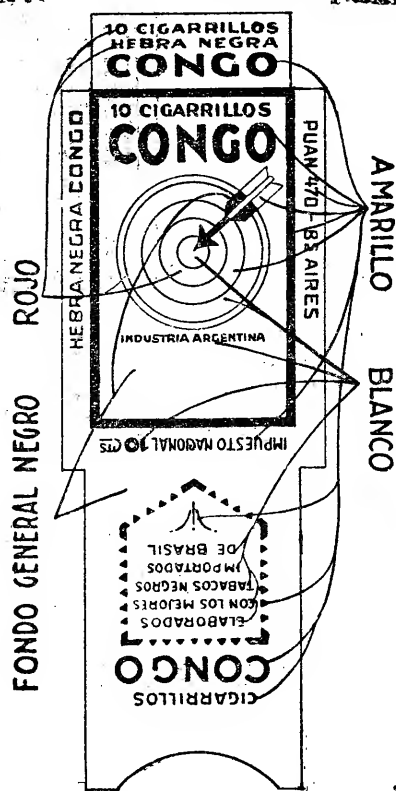 10 CIGARRILLOS
HEBRA NEGRA
CONGO
10 CIGARRILLOS
CONGO
INDUSTRIA ARGENTINA
HEBRA NEGRA CONGO
PUAN 470 - BS AIRES
IMPUESTO NACIONAL 10 CTS
ELABORADOS
CON LOS MEJORES
TABACOS NEGROS
IMPORTADOS
DE BRASIL
CIGARRILLOS
CONGO
ROJO
FONDO GENERAL NEGRO
AMARILLO
BLANCO